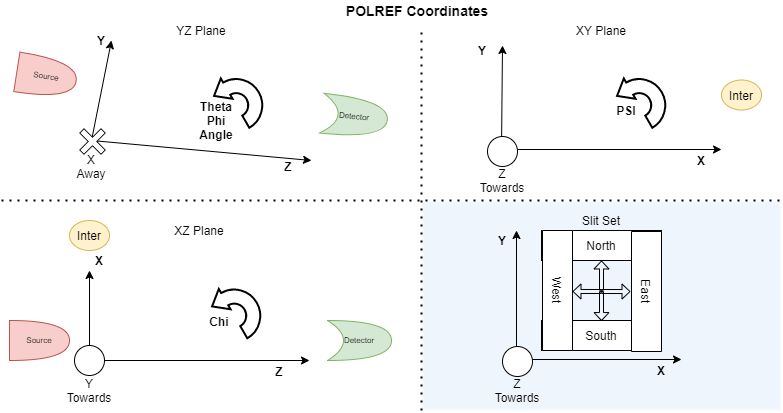 POLREF Coordinates
YZ Plane
Y
Source
Theta
Phi
Angle
Detector
X
Away
Z
XY Plane
Y
PSI
Inter
Z
Towards
X
XZ Plane
Inter
X
Chi
Source
Detector
Z
Y
Towards
Slit Set
Y
North
West
East
South
X
Z
Towards